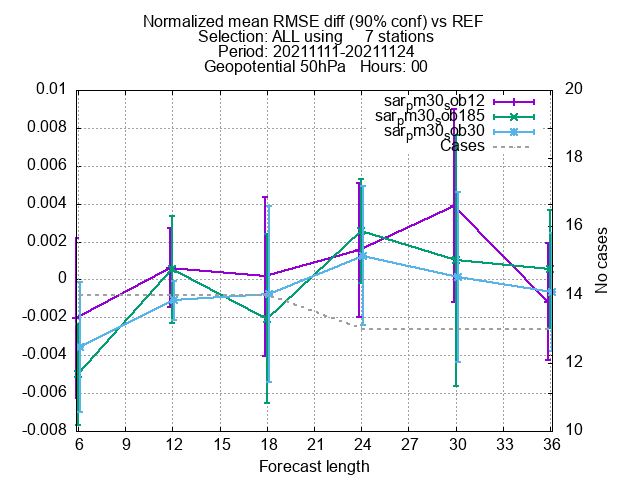 Normalized mean RMSE diff (90% conf) vs REF
Selection: ALL using 7 stations
Period: 20211111-20211124
Geopotential 50hPa Hours: 00
0.01
0.008
0.006
0.004
0.002
0
-0.002
-0.004
-0.006
-0.008
20
18
16
14
12
10
No cases
sarpm30sob12
sarpm30sob185
sarpm30sob30
Cases
6 9 12 15 18 21 24 27 30 33 36
Forecast length